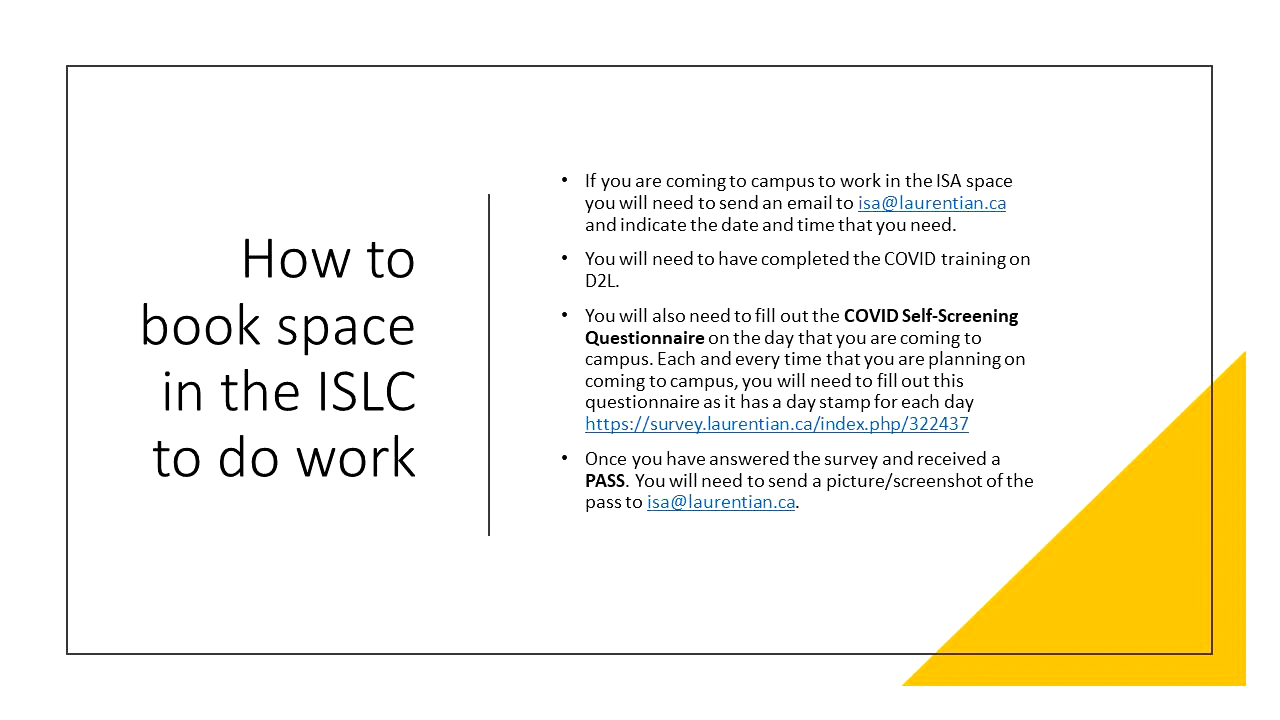 How to
book space
in the ISLC
to do work
• If you are coming to campus to work in the ISA space
you will need to send an email to isa@laurentian.ca
and indicate the date and time that you need.
• You will need to have completed the COVID training on
D2L.
• You will also need to fill out the COVID Self-Screening
Questionnaire on the day that you are coming to
campus. Each and every time that you are planning on
coming to campus, you will need to fill out this
questionnaire as it has a day stamp for each day
https://survey.laurentian.ca/index.php/322437
• Once you have answered the survey and received a
PASS. You will need to send a picture/screenshot of the
pass to isa@laurentian.ca.